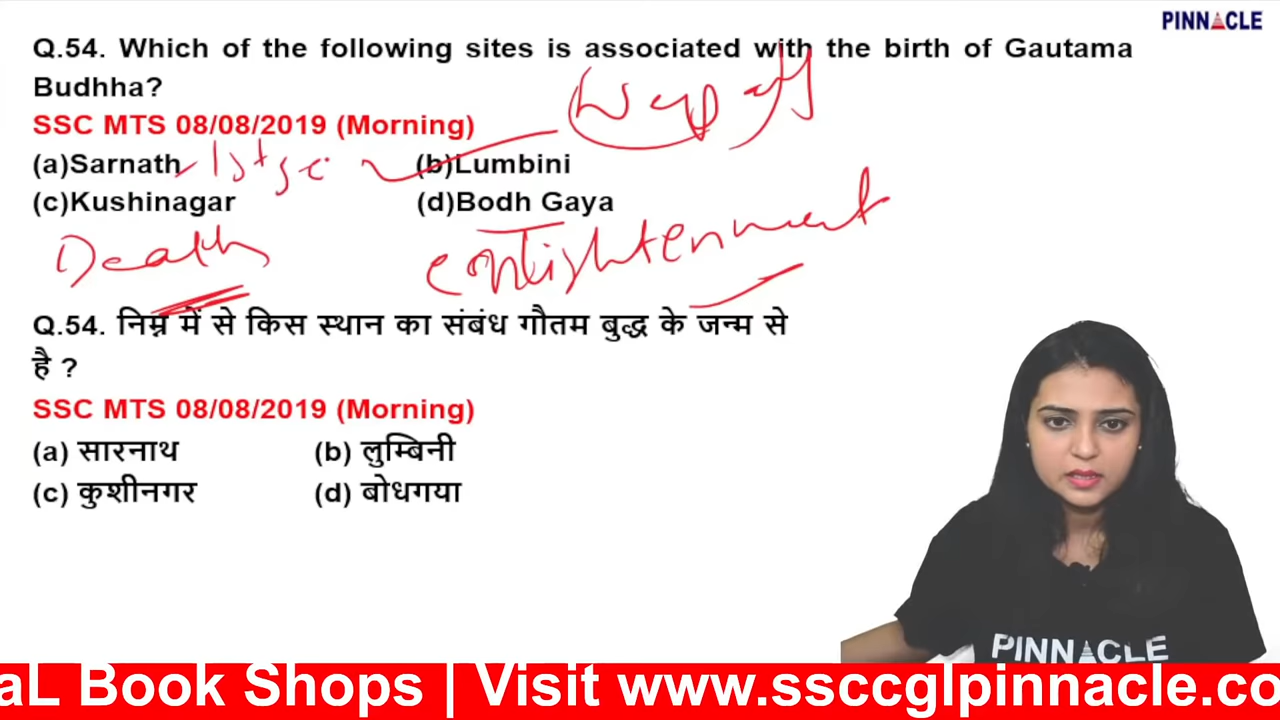 PINNACLE
Q.54. Which of the following sites is associated with the birth of Gautama
Budhha?
Nepal
SSC MTS 08/08/2019 (Morning)
(a)Sarnath (b)Lumbini
(c)Kushinagar (d)Bodh Gaya
Death enlightenment
Q.54. निम्न में से किस स्थान का संबंध गौतम बुद्ध के जन्म से
है ?
SSC MTS 08/08/2019 (Morning)
(a) सारनाथ (b) लुम्बिनी
(c) कुशीनगर (d) बोधगया
PINNACLE
aL Book Shops | Visit www.ssccglpinnacle.co